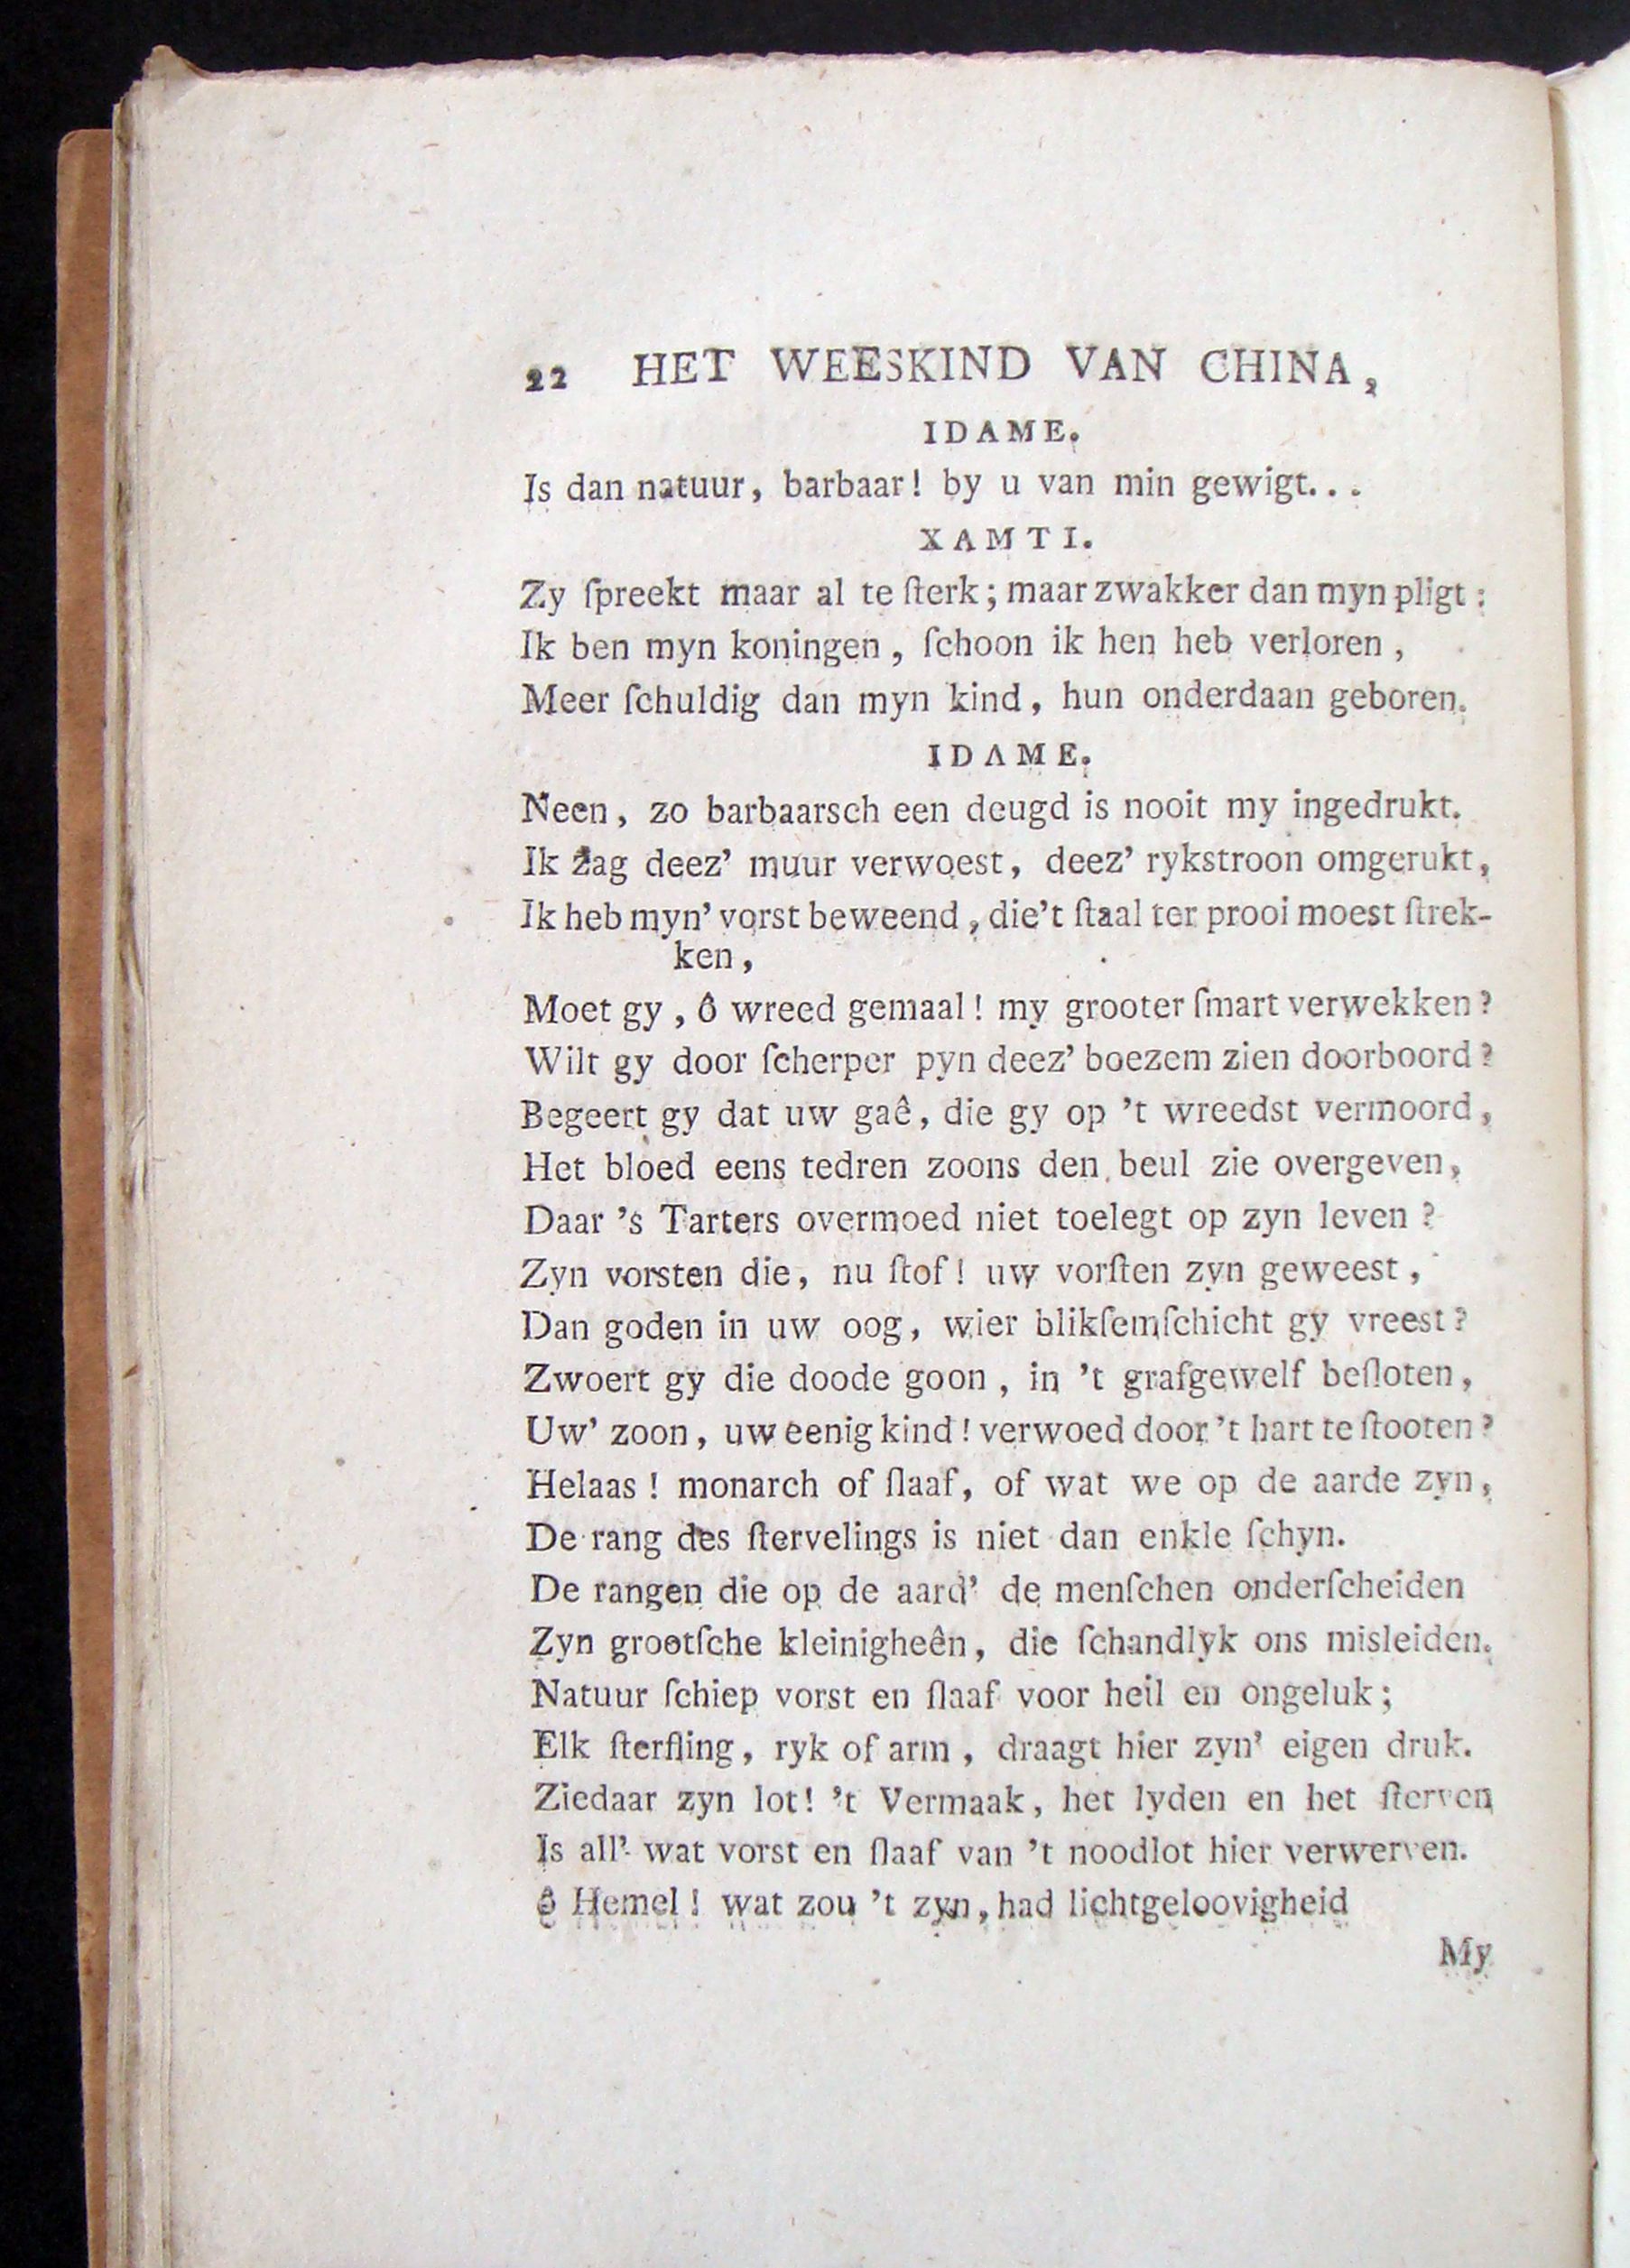 22 HET WEESKIND VAN CHINA,
IDAME.
Is dan natuur, barbaar! by u van min gewigt...
XAMTI.
Zy ſpreekt maar al te ſterk; maar zwakker dan myn pligt:
Ik ben myn koningen, ſchoon ik hen heb verloren,
Meer ſchuldig dan myn kind, hun onderdaan geboren.
IDAME.
Neen, zo barbaarsch een deugd is nooit my ingedrukt.
Ik zag deez' muur verwoest, deez' rykstroon omgerukt,
Ik heb myn' vorst beweend, die't ſtaal ter prooi moest ſtrek-
ken,
Moet gy, ô wreed gemaal! my grooter ſmart verwekken?
Wilt gy door ſcherper pyn deez' boezem zien doorboord?
Begeert gy dat uw gaê, die gy op 't wreedst vermoord,
Het bloed eens tedren zoons den beul zie overgeven,
Daar 's Tarters overmoed niet toelegt op zyn leven?
Zyn vorsten die, nu ſtof! uw vorſten zyn geweest,
Dan goden in uw oog, wier blikſemſchicht gy vreest?
Zwoert gy die doode goon, in 't grafgewelf beſloten,
Uw' zoon, uw eenig kind! verwoed door 't hart te ſtooten?
Helaas! monarch of ſlaaf, of wat we op de aarde zyn,
De rang des ſtervelings is niet dan enkle ſchyn.
De rangen die op de aard' de menſchen onderſcheiden
Zyn grootſche kleinigheên, die ſchandlyk ons misleiden.
Natuur ſchiep vorst en ſlaaf voor heil en ongeluk;
Elk ſterfling, ryk of arm, draagt hier zyn' eigen druk.
Ziedaar zyn lot! 't Vermaak, het lyden en het ſterven
Is all' wat vorst en ſlaaf van 't noodlot hier verwerven.
ô Hemel! wat zou 't zyn, had lichtgeloovigheid
My